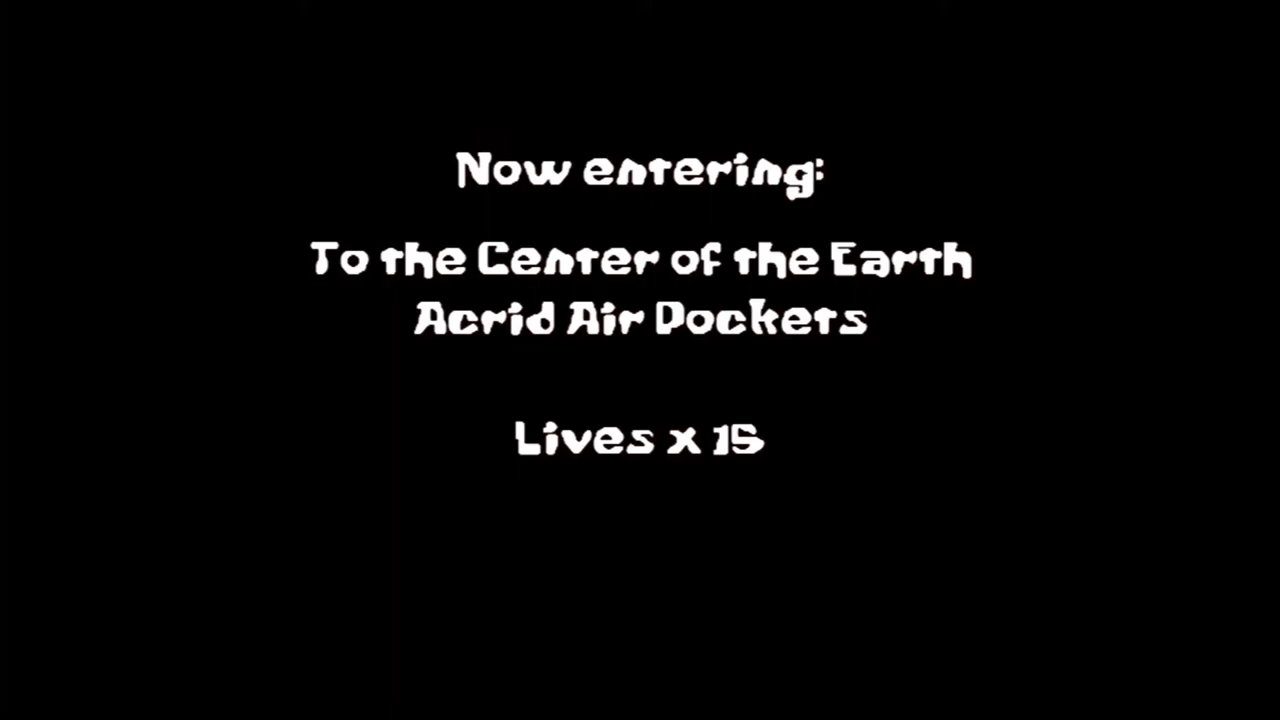 Now entering:
To the Center of the Earth
Acrid Air Pockets
Lives x 15